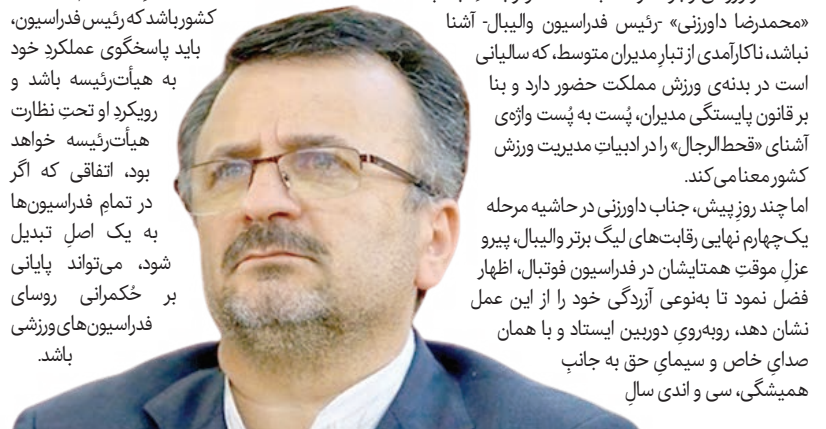 «محمدرضا داورزنی» -رئیس فدراسیون والیبال- آشنا
نباشد، ناکارآمدی از تبارِ مدیران متوسط، که سالیانی
است در بدنه‌ی ورزش مملکت حضور دارد و بنا
بر قانون پایستگی مدیران، پُست به پُست واژه‌ی
آشنای «قحط‌الرجال» را در ادبیاتِ مدیریت ورزش
کشور معنا می‌کند.
اما چند روزِ پیش، جناب داورزنی در حاشیه مرحله
یک‌چهارم نهایی رقابت‌های لیگ برتر والیبال، پیرو
عزلِ موقتِ همتایشان در فدراسیون فوتبال، اظهار
فضل نمود تا به‌نوعی آزردگی خود را از این عمل
نشان دهد، روبه‌رویِ دوربین ایستاد و با همان
صدایِ خاص و سیمایِ حق به جانبِ
همیشگی، سی و اندی سالِ
کشور باشد که رئیس فدراسیون،
باید پاسخگوی عملکردِ خود
به هیأت‌رئیسه باشد و
رویکردِ او تحتِ نظارت
هیأت‌رئیسه خواهد
بود، اتفاقی که اگر
در تمامِ فدراسیون‌ها
به یک اصلِ تبدیل
شود، می‌تواند پایانی
بر حُکمرانی روسای
فدراسیون‌های ورزشی
باشد.